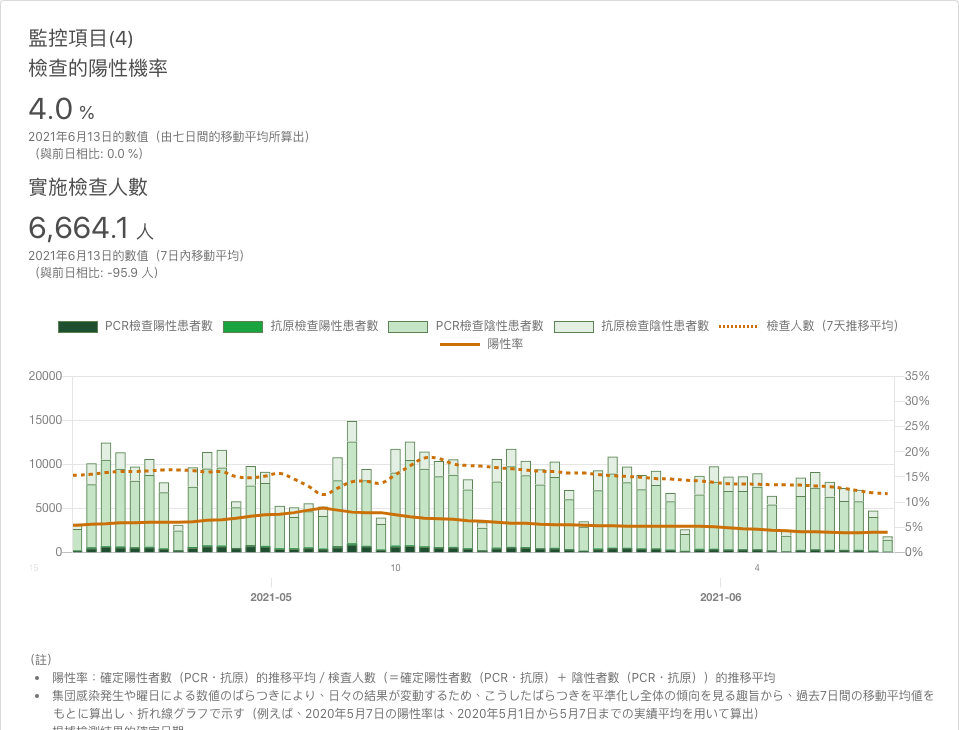 監控項目(4)
檢查的陽性機率
4.0 %
2021年6月13日的數值（由七日間的移動平均所算出）
（與前日相比: 0.0 %）
實施檢查人數
6,664.1 人
2021年6月13日的數值（7日內移動平均）
（與前日相比: -95.9 人）
PCR檢查陽性患者數 抗原檢查陽性患者數 PCR檢查陰性患者數 抗原檢查陰性患者數 檢查人數（7天推移平均）
陽性率
20000 35%
30%
15000 25%
20%
10000 15%
10%
5000 5%
0 0%
15 10 4
2021-05 2021-06
（註）
• 陽性率：確定陽性者數（PCR・抗原）的推移平均 / 検査人數（＝確定陽性者數（PCR・抗原）＋ 陰性者數（PCR・抗原））的推移平均
• 集団感染発生や曜日による数値のばらつきにより、日々の結果が変動するため、こうしたばらつきを平準化し全体の傾向を見る趣旨から、過去7日間の移動平均値を
もとに算出し、折れ線グラフで示す（例えば、2020年5月7日の陽性率は、2020年5月1日から5月7日までの実績平均を用いて算出）